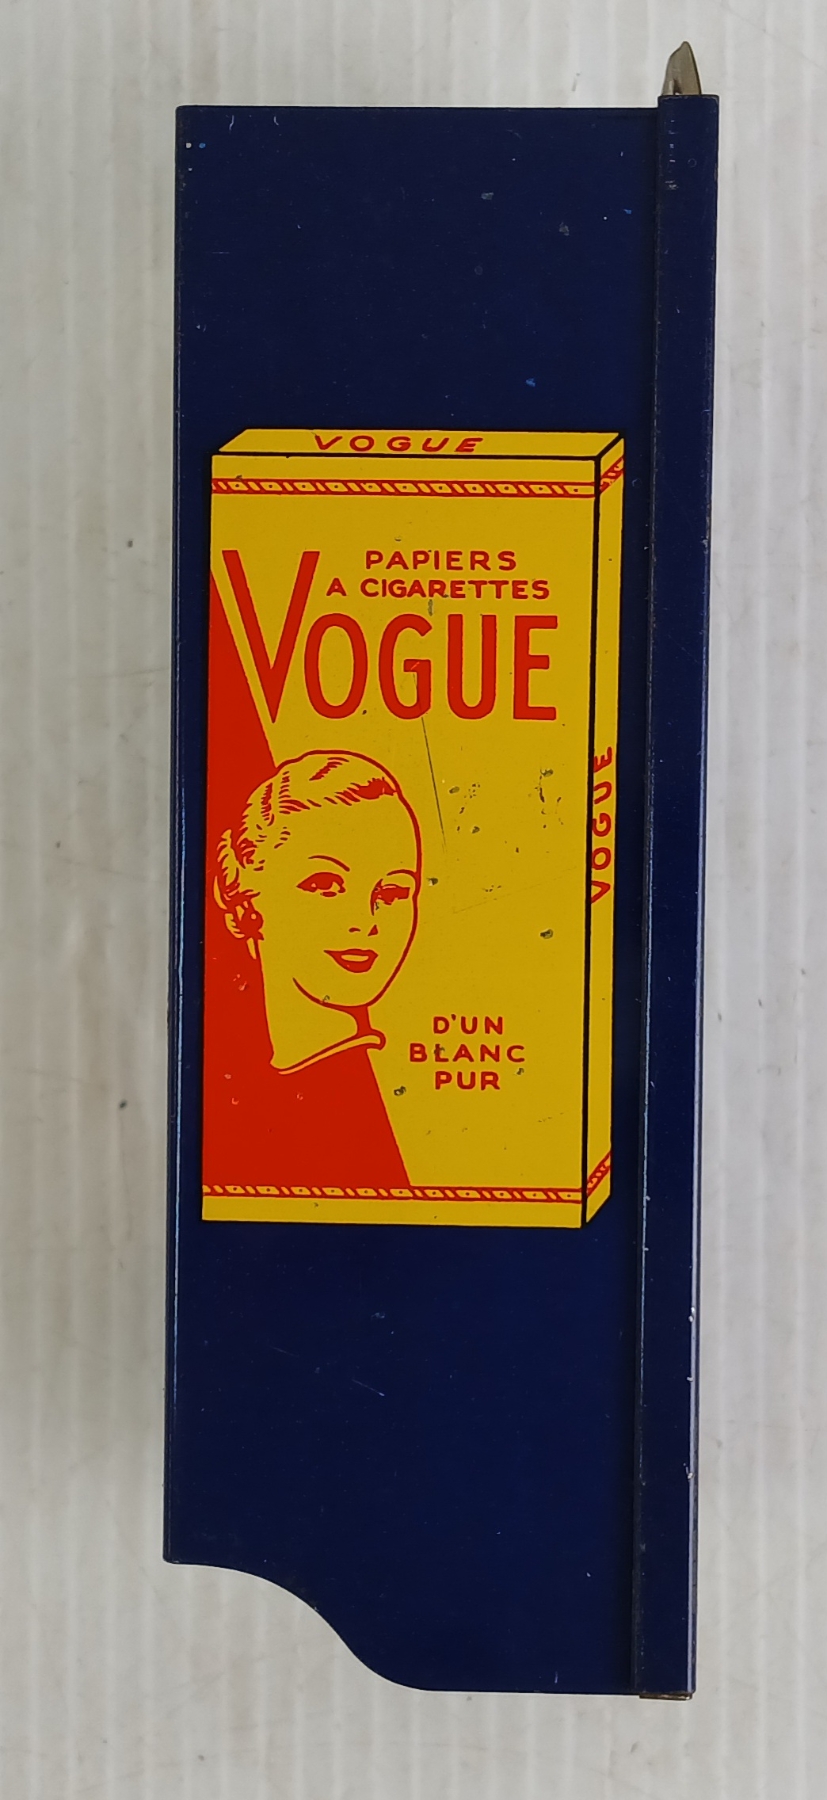 VOGUE
PAPIERS
A CIGARETTES
VOGUE
VOGUE
D'UN
BLANC
PUR